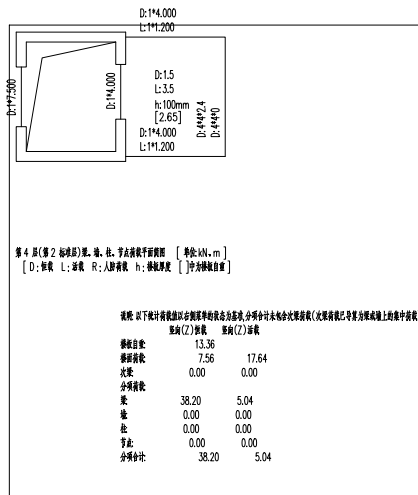 D:1*4.000
L:1*1.200
D:1*7.500
D:1*4.000
D:1.5
L:3.5
h:100mm
[2.65]
D:1*4.000
L:1*1.200
D:4*4*2.4
D:4*4*0
第 4 层(第 2 标准层)梁、墙、柱、节点荷载平面简图 [ 单位:kN、m ]
[ D:恒载 L:活载 R:人防荷载 h:楼板厚度 [ ]中为楼板自重]
说明: 以下统计荷载值以右侧菜单的状态为基准,分项合计未包含次梁荷载(次梁荷载已导算为梁或墙上的集中荷载
竖向(Z)恒载 竖向(Z)活载
楼板自重: 13.36
楼面荷载: 7.56 17.64
次梁: 0.00 0.00
分项荷载:
梁: 38.20 5.04
墙: 0.00 0.00
柱: 0.00 0.00
节点: 0.00 0.00
分项合计: 38.20 5.04